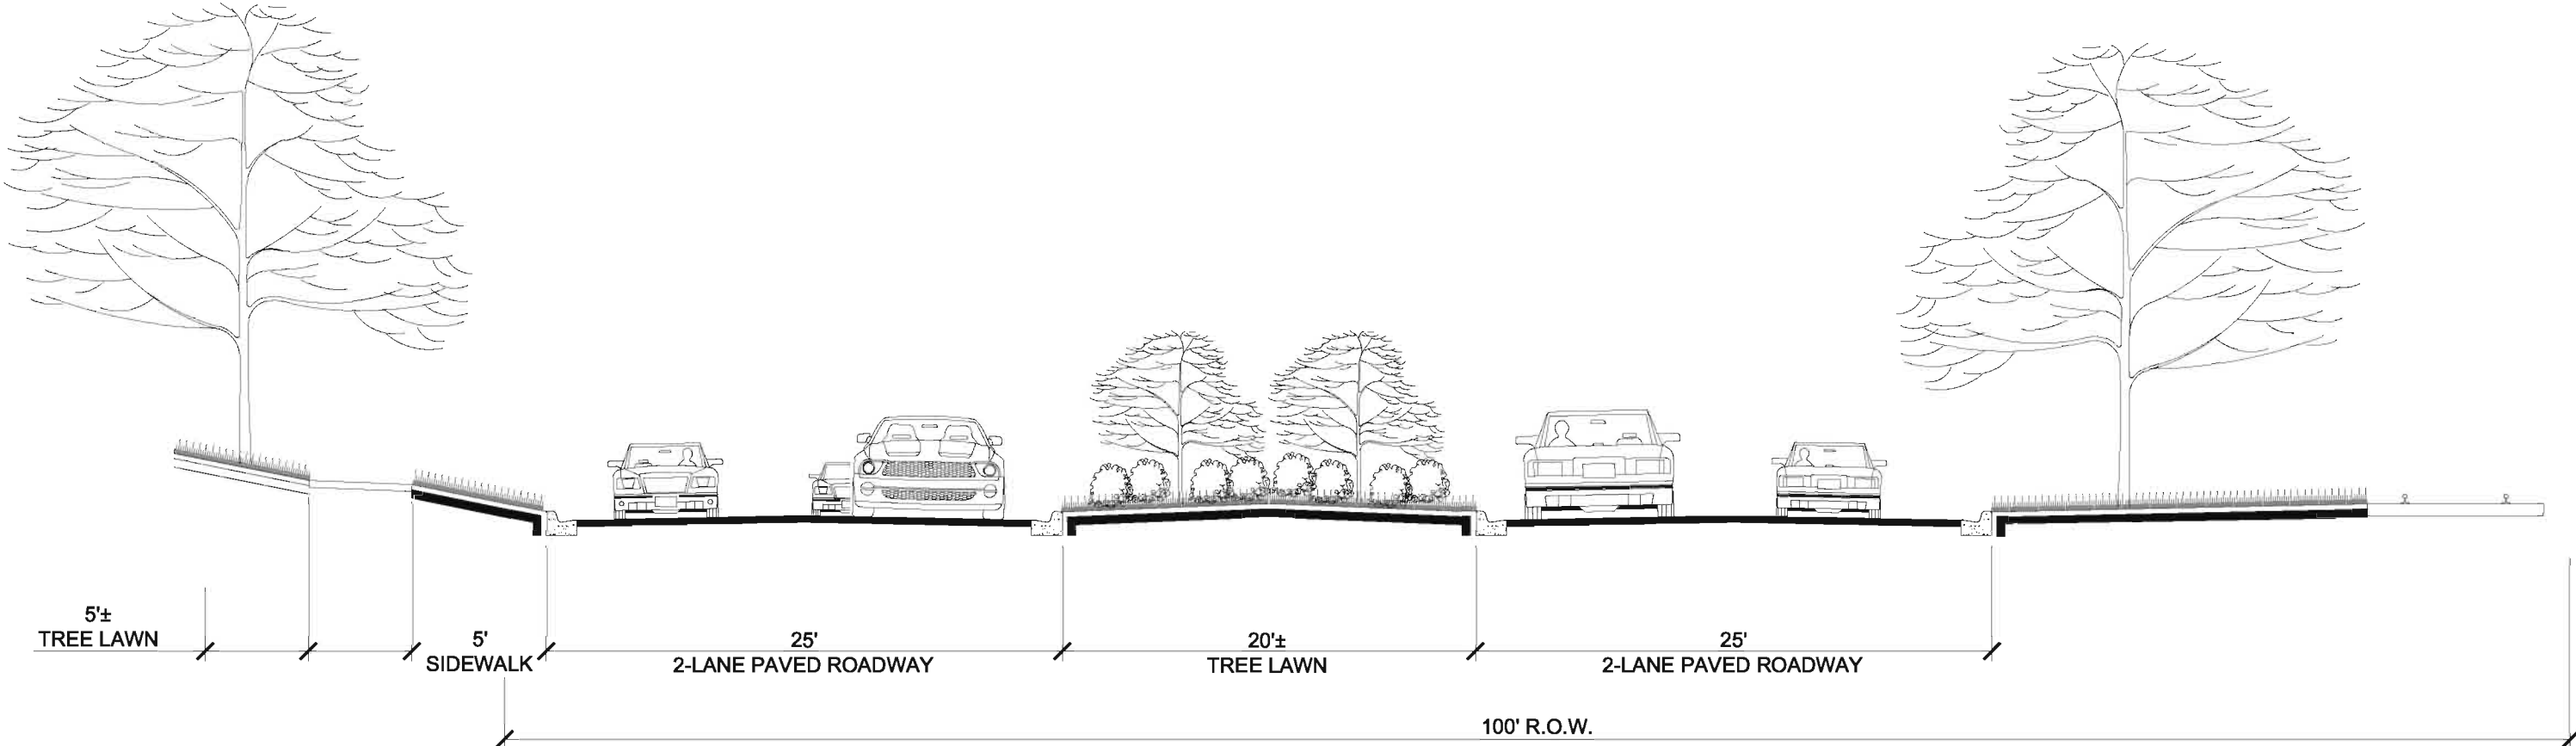 5'±
TREE LAWN
5'
SIDEWALK
25'
2-LANE PAVED ROADWAY
20'±
TREE LAWN
25'
2-LANE PAVED ROADWAY
100' R.O.W.